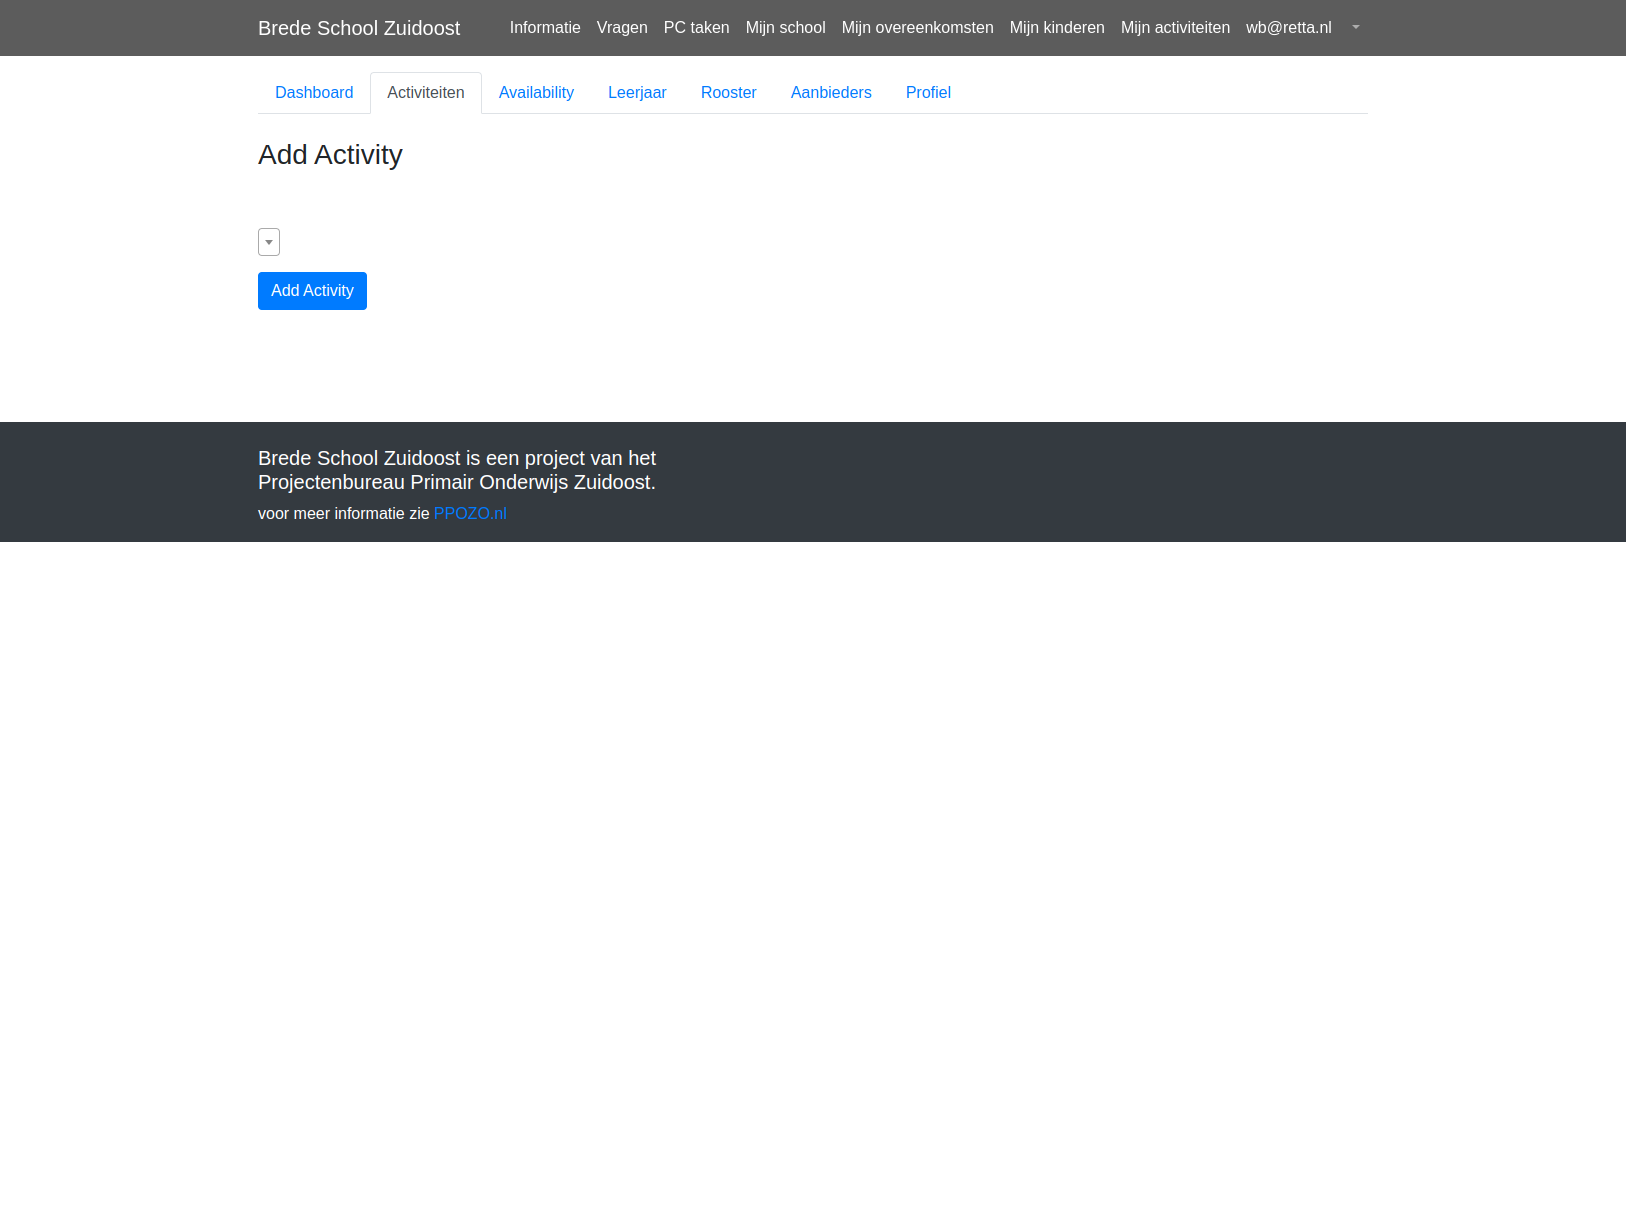 Brede School Zuidoost Informatie Vragen PC taken Mijn school Mijn overeenkomsten Mijn kinderen Mijn activiteiten wb@retta.nl
Dashboard Activiteiten Availability Leerjaar Rooster Aanbieders Profiel
Add Activity
Add Activity
Brede School Zuidoost is een project van het
Projectenbureau Primair Onderwijs Zuidoost.
voor meer informatie zie PPOZO.nl